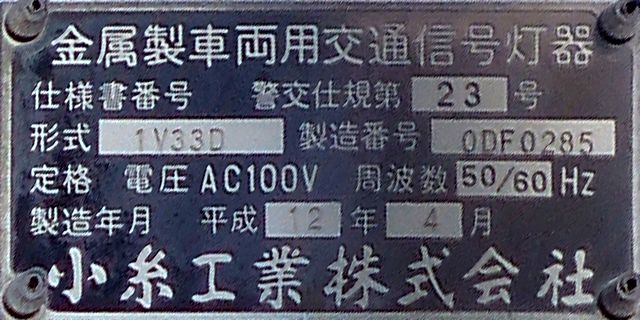 金属製車両用交通信号灯器
仕様書番号 警交仕規第 23 号
形式 1V33D 製造番号 0DF0285
定格 電圧 AC100V 周波数 50/60 Hz
製造年月 平成 12 年 4 月
小糸工業株式会社